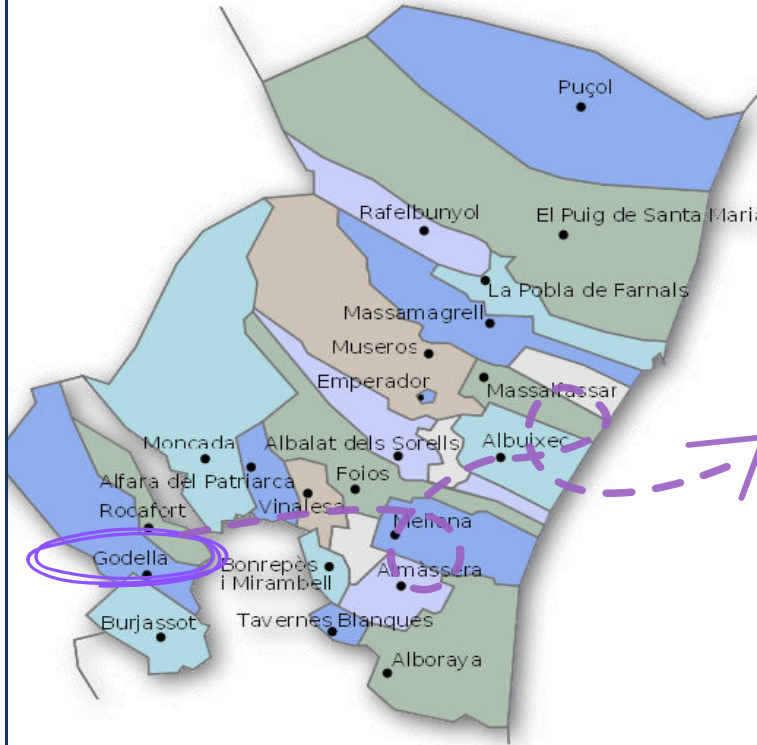 Puçol
Rafelbunyol
El Puig de Santa Maria
La Pobla de Farnals
Massamagrell
Museros
Emperador
Massalfassar
Moncada
Albalat dels Sorells
Albuixec
Alfara del Patriarca
Foios
Rocafort
Vinalesa
Meliana
Godella
Bonrepòs
i Mirambell
Almàssera
Burjassot
Tavernes Blanques
Alboraya